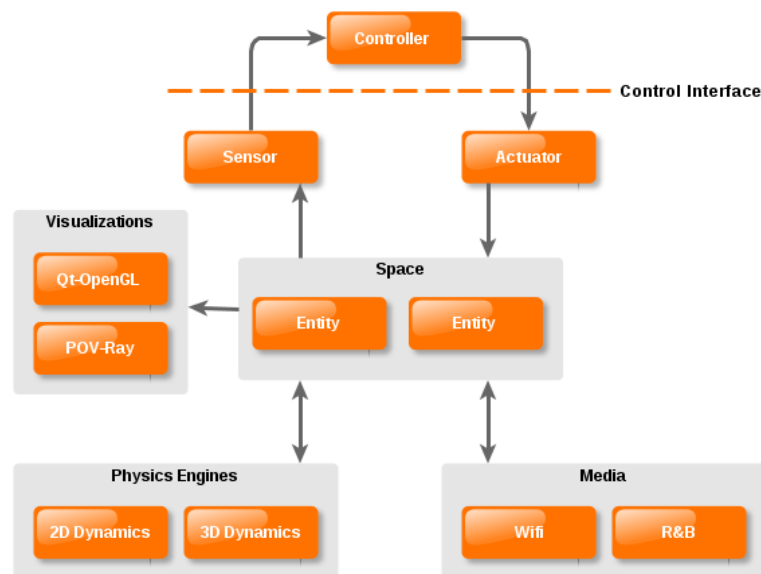 Controller
Control Interface
Sensor
Actuator
Visualizations
Qt-OpenGL
POV-Ray
Space
Entity
Entity
Physics Engines
2D Dynamics
3D Dynamics
Media
Wifi
R&B